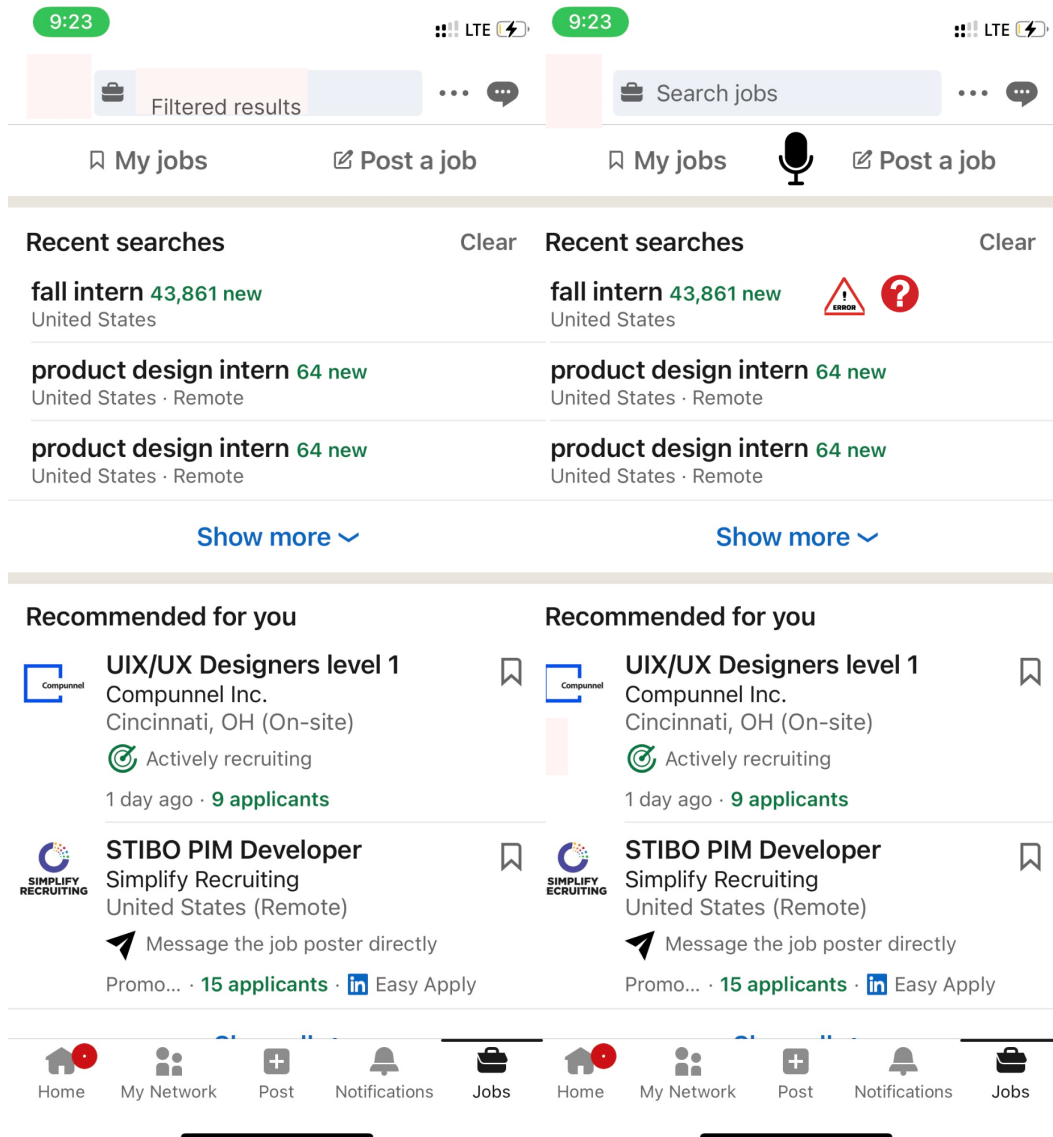 9:23
LTE
Filtered results
My jobs
Post a job
Recent searches
Clear
fall intern 43,861 new
United States
product design intern 64 new
United States · Remote
product design intern 64 new
United States · Remote
Show more
Recommended for you
Compunnel
UIX/UX Designers level 1
Compunnel Inc.
Cincinnati, OH (On-site)
Actively recruiting
1 day ago · 9 applicants
SIMPLIFY
RECRUITING
STIBO PIM Developer
Simplify Recruiting
United States (Remote)
Message the job poster directly
Promo... · 15 applicants · in Easy Apply
Home
My Network
Post
Notifications
Jobs
9:23
LTE
Search jobs
My jobs
Post a job
Recent searches
Clear
fall intern 43,861 new
! ERROR
?
United States
product design intern 64 new
United States · Remote
product design intern 64 new
United States · Remote
Show more
Recommended for you
Compunnel
UIX/UX Designers level 1
Compunnel Inc.
Cincinnati, OH (On-site)
Actively recruiting
1 day ago · 9 applicants
SIMPLIFY
ECRUITING
STIBO PIM Developer
Simplify Recruiting
United States (Remote)
Message the job poster directly
Promo... · 15 applicants · in Easy Apply
Home
My Network
Post
Notifications
Jobs